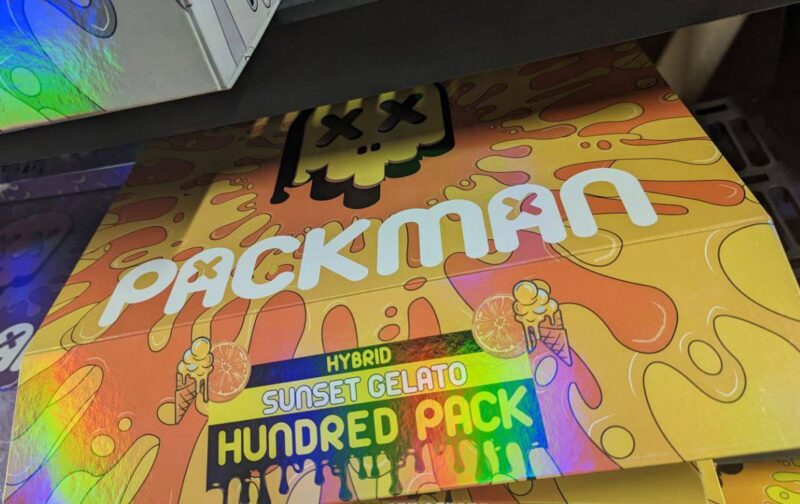 PACKMAN
HYBRID
SUNSET GELATO
HUNDRED PACK